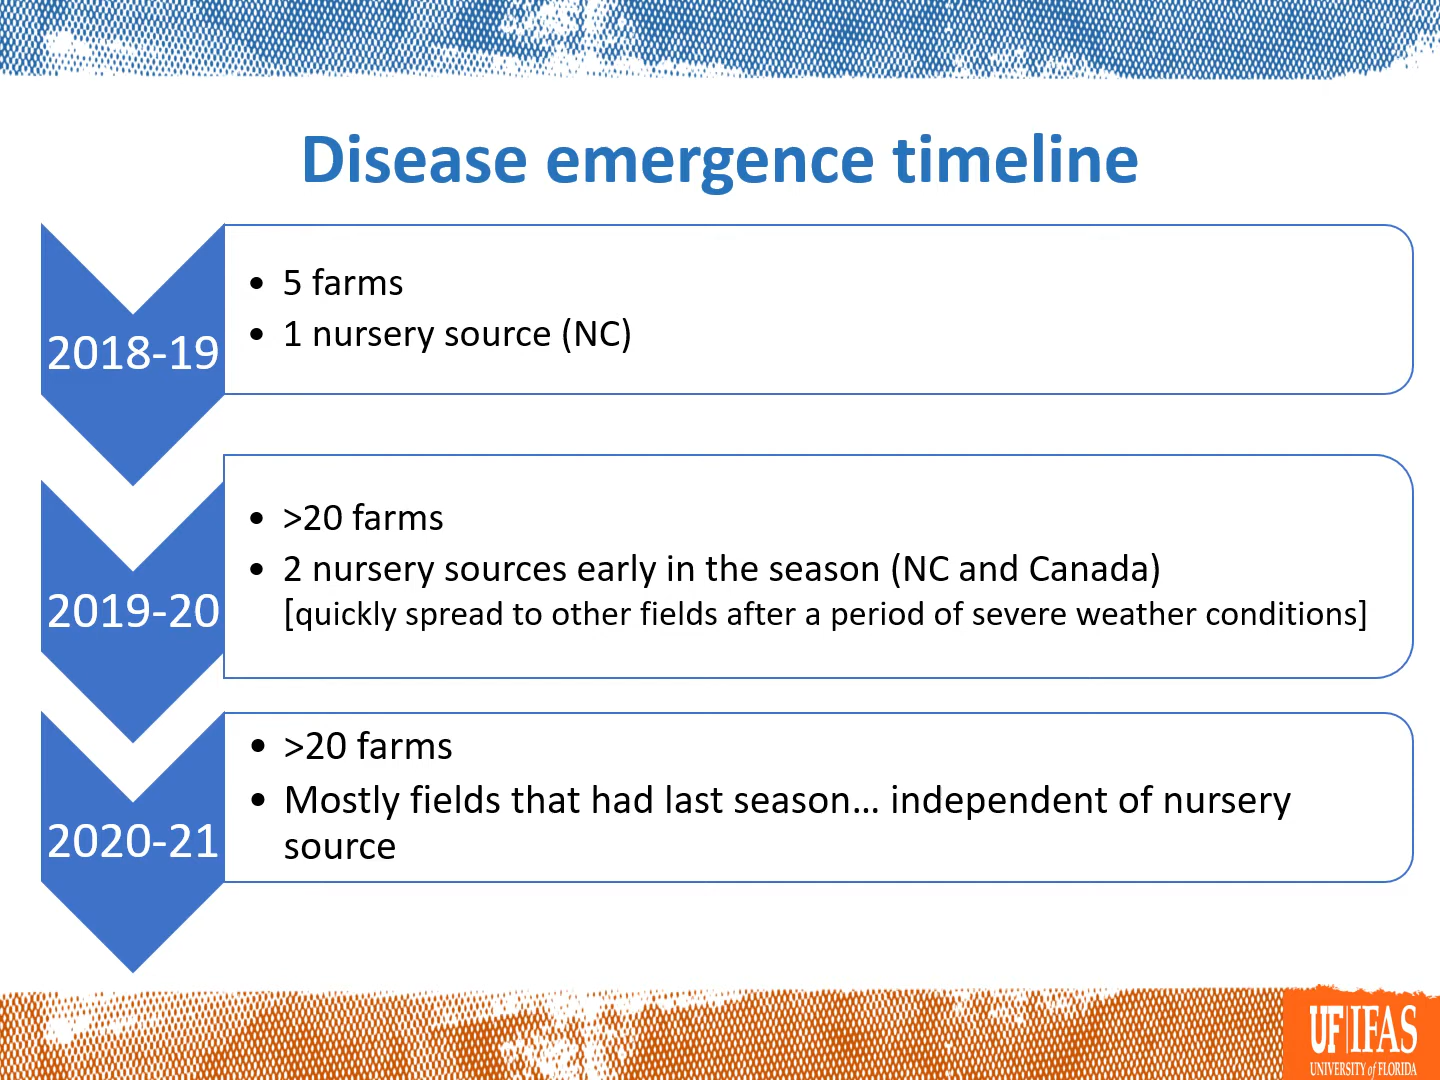 Disease emergence timeline
2018-19
• 5 farms
• 1 nursery source (NC)
2019-20
• >20 farms
• 2 nursery sources early in the season (NC and Canada)
[quickly spread to other fields after a period of severe weather conditions]
2020-21
• >20 farms
• Mostly fields that had last season… independent of nursery
source
UF|IFAS
UNIVERSITY of FLORIDA